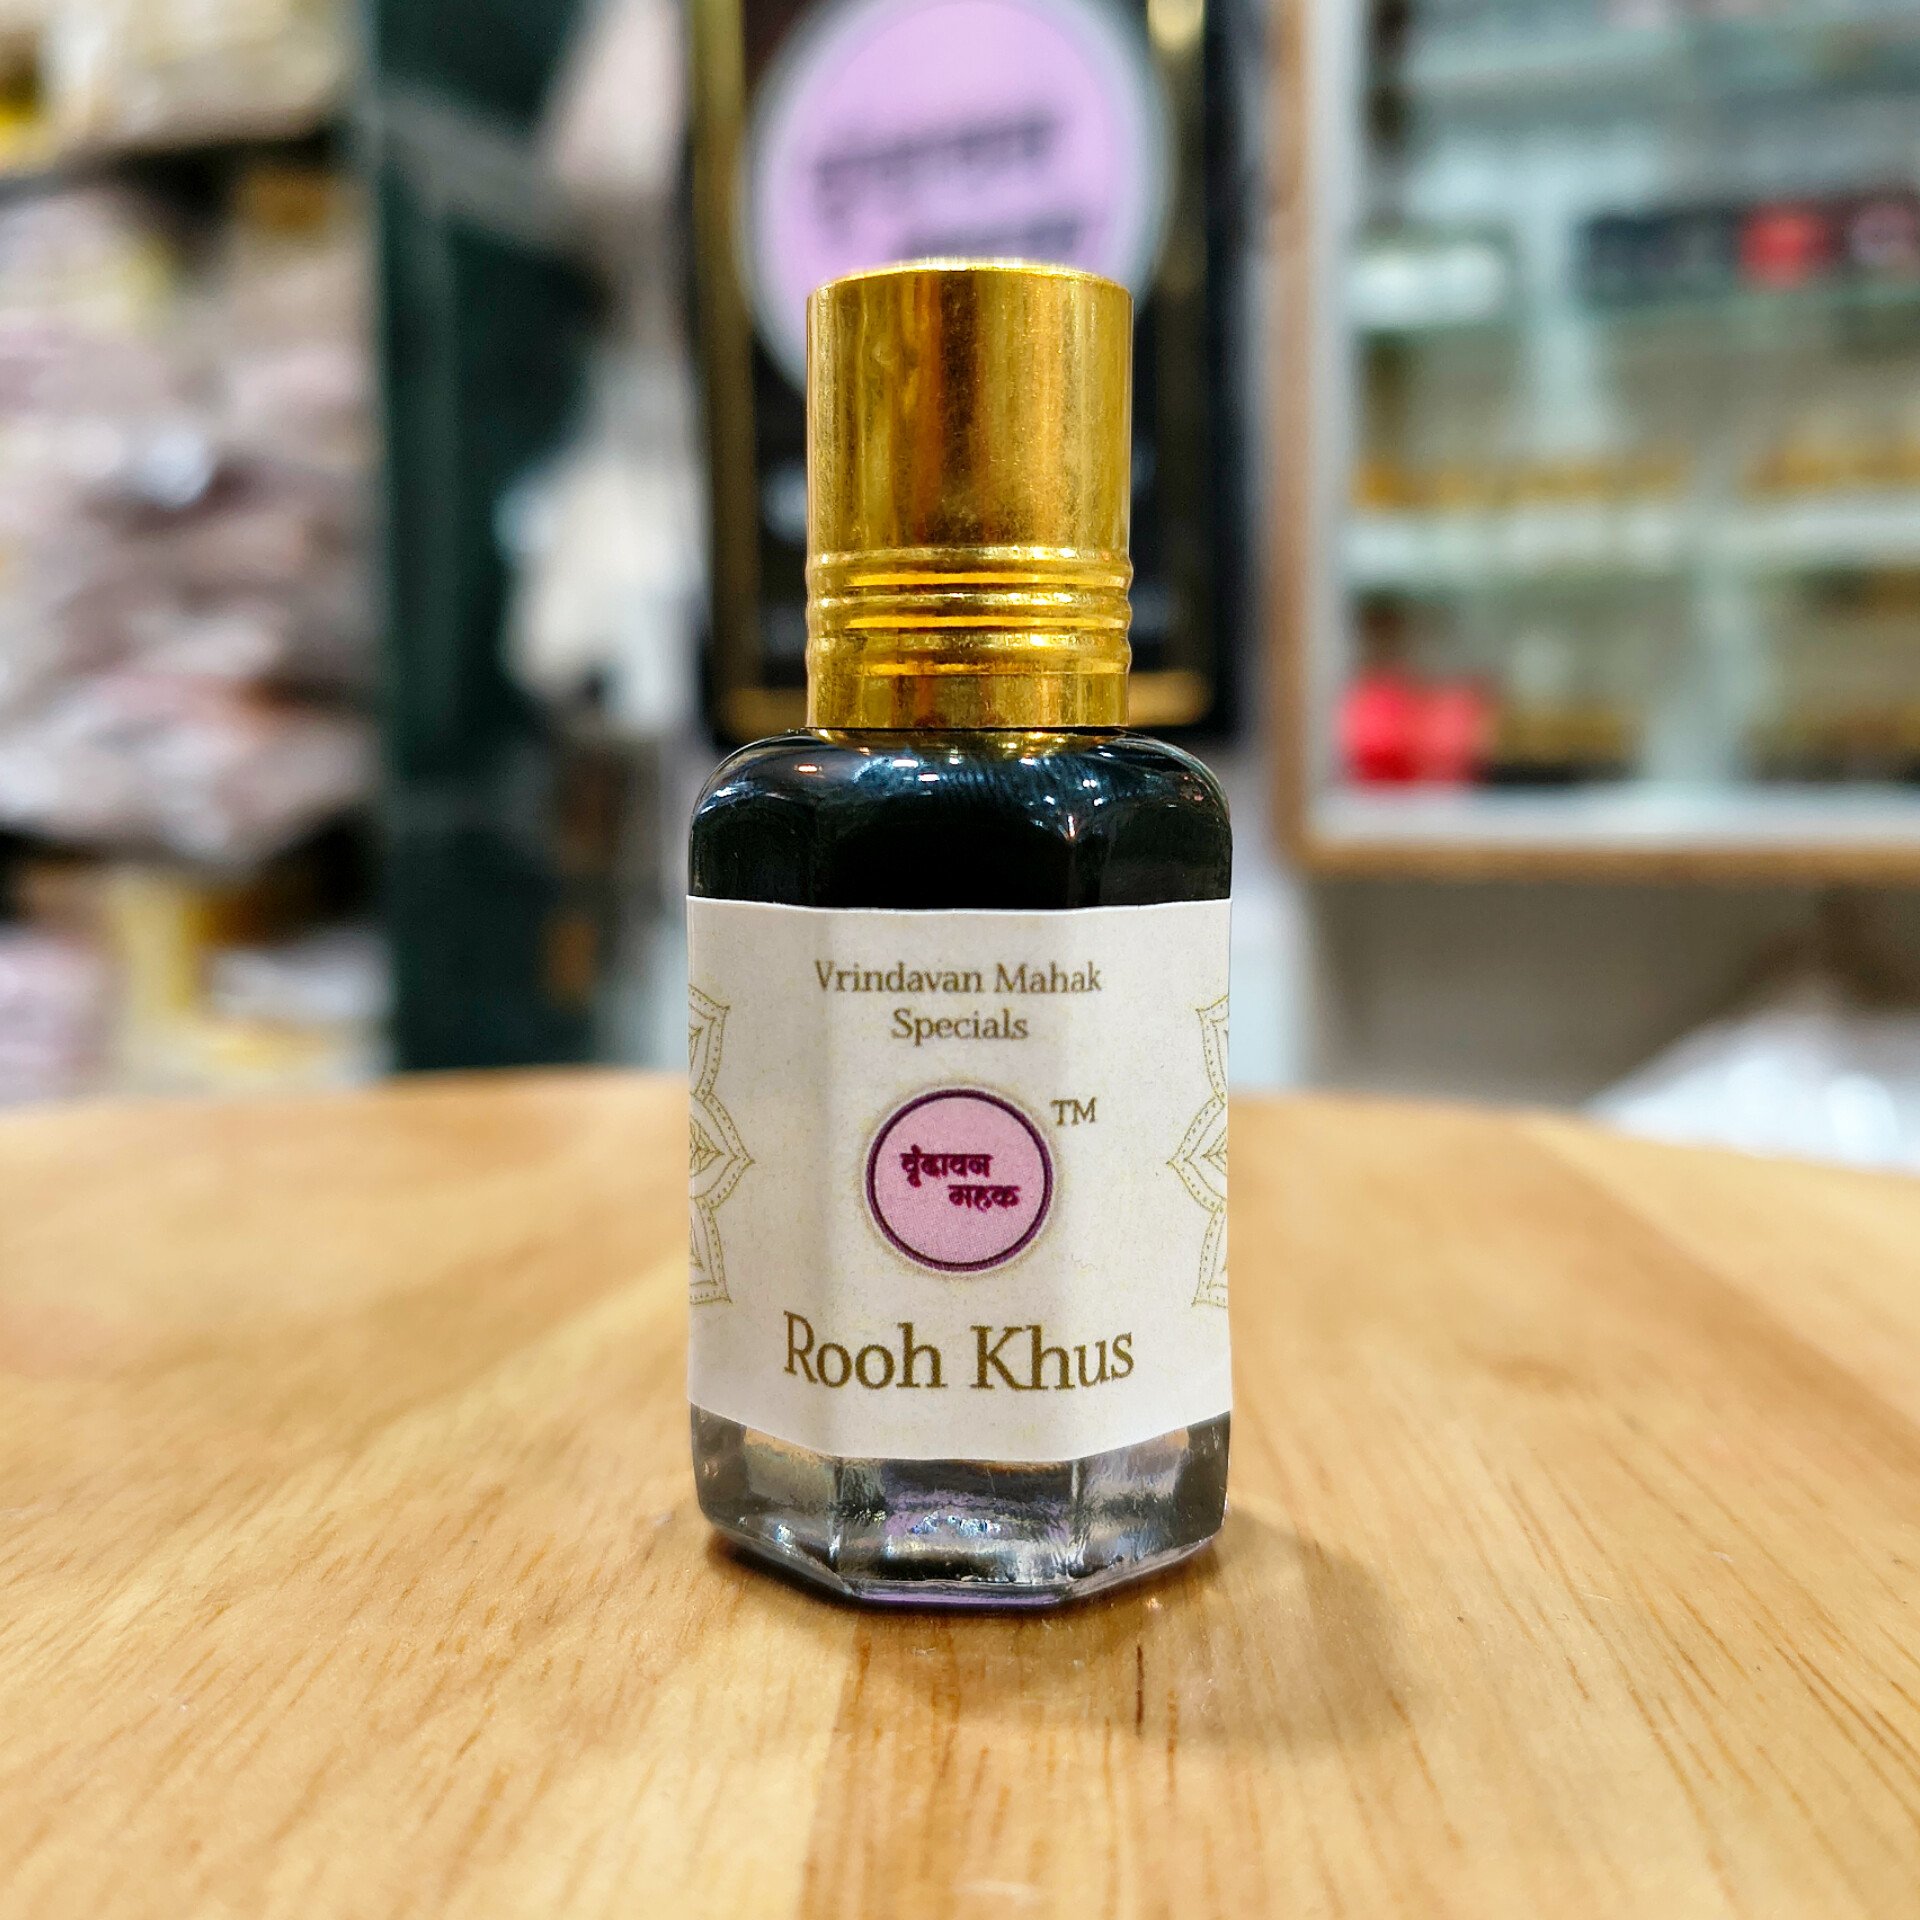 Vrindavan Mahak
Specials
TM
वृंदावन
महक
Rooh Khus